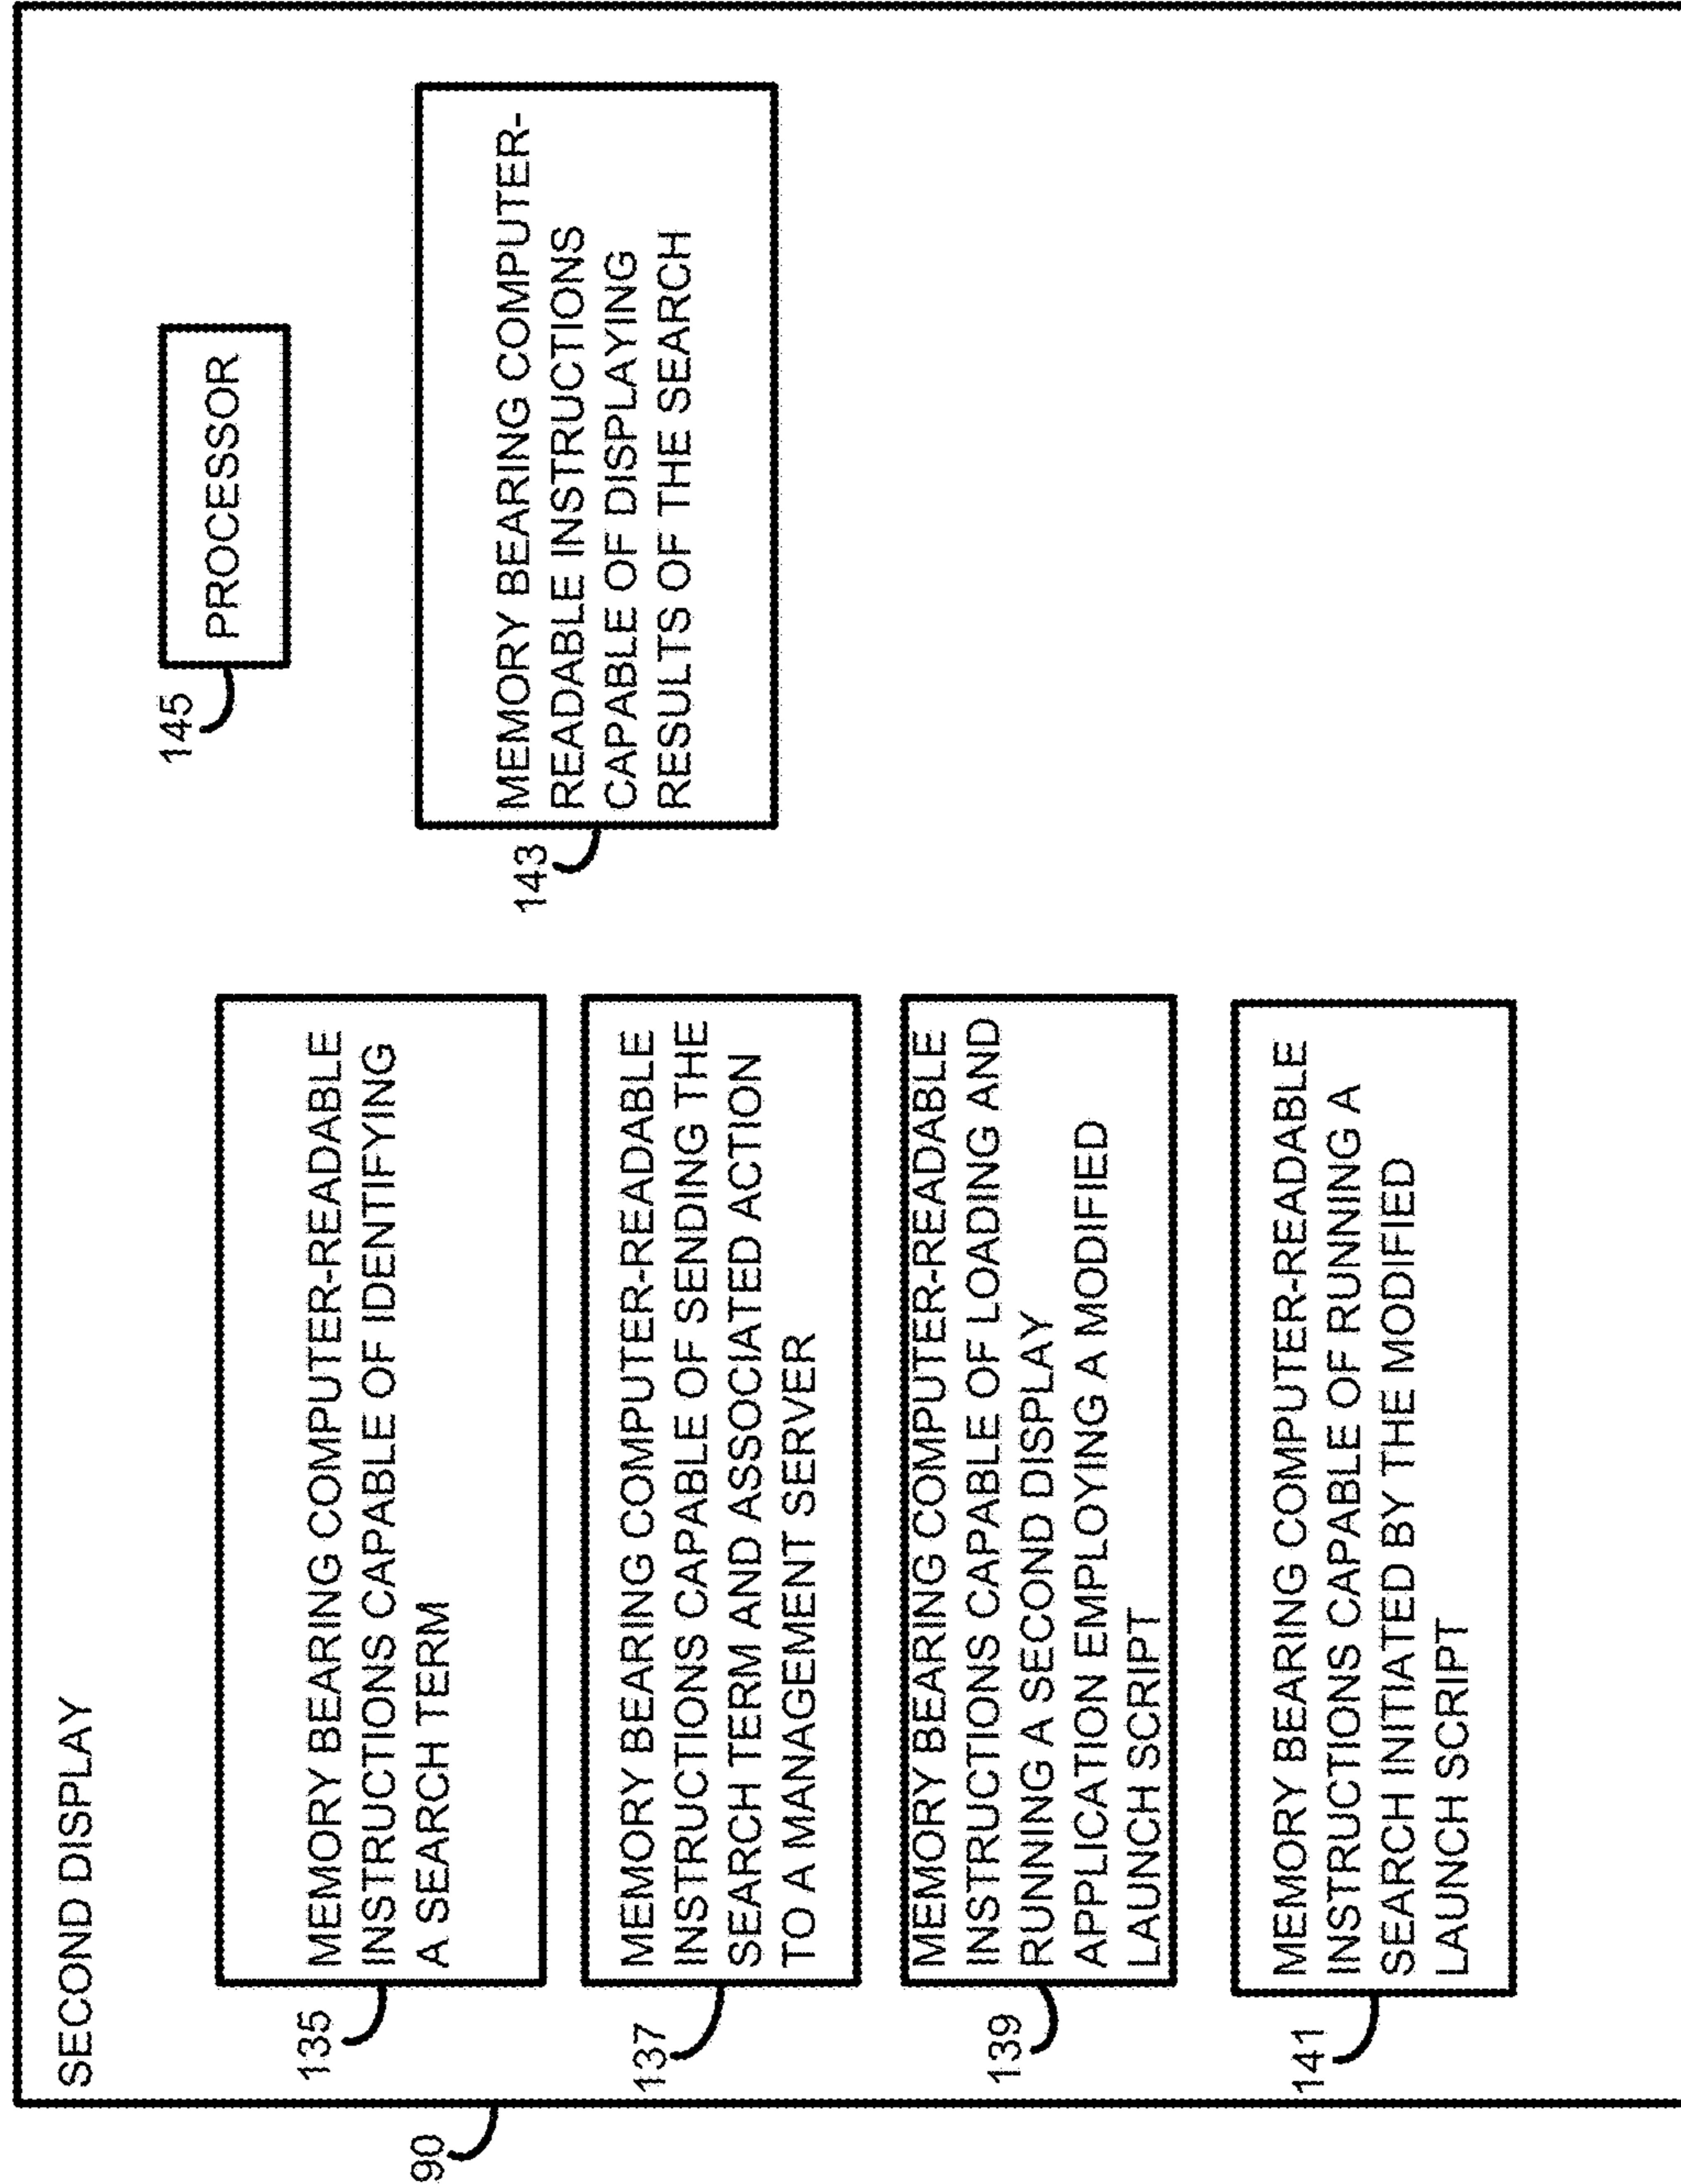 SECOND DISPLAY
90
135
MEMORY BEARING COMPUTER-READABLE
INSTRUCTIONS CAPABLE OF IDENTIFYING
A SEARCH TERM
137
MEMORY BEARING COMPUTER-READABLE
INSTRUCTIONS CAPABLE OF SENDING THE
SEARCH TERM AND ASSOCIATED ACTION
TO A MANAGEMENT SERVER
139
MEMORY BEARING COMPUTER-READABLE
INSTRUCTIONS CAPABLE OF LOADING AND
RUNNING A SECOND DISPLAY
APPLICATION EMPLOYING A MODIFIED
LAUNCH SCRIPT
141
MEMORY BEARING COMPUTER-READABLE
INSTRUCTIONS CAPABLE OF RUNNING A
SEARCH INITIATED BY THE MODIFIED
LAUNCH SCRIPT
145
PROCESSOR
143
MEMORY BEARING COMPUTER-
READABLE INSTRUCTIONS
CAPABLE OF DISPLAYING
RESULTS OF THE SEARCH